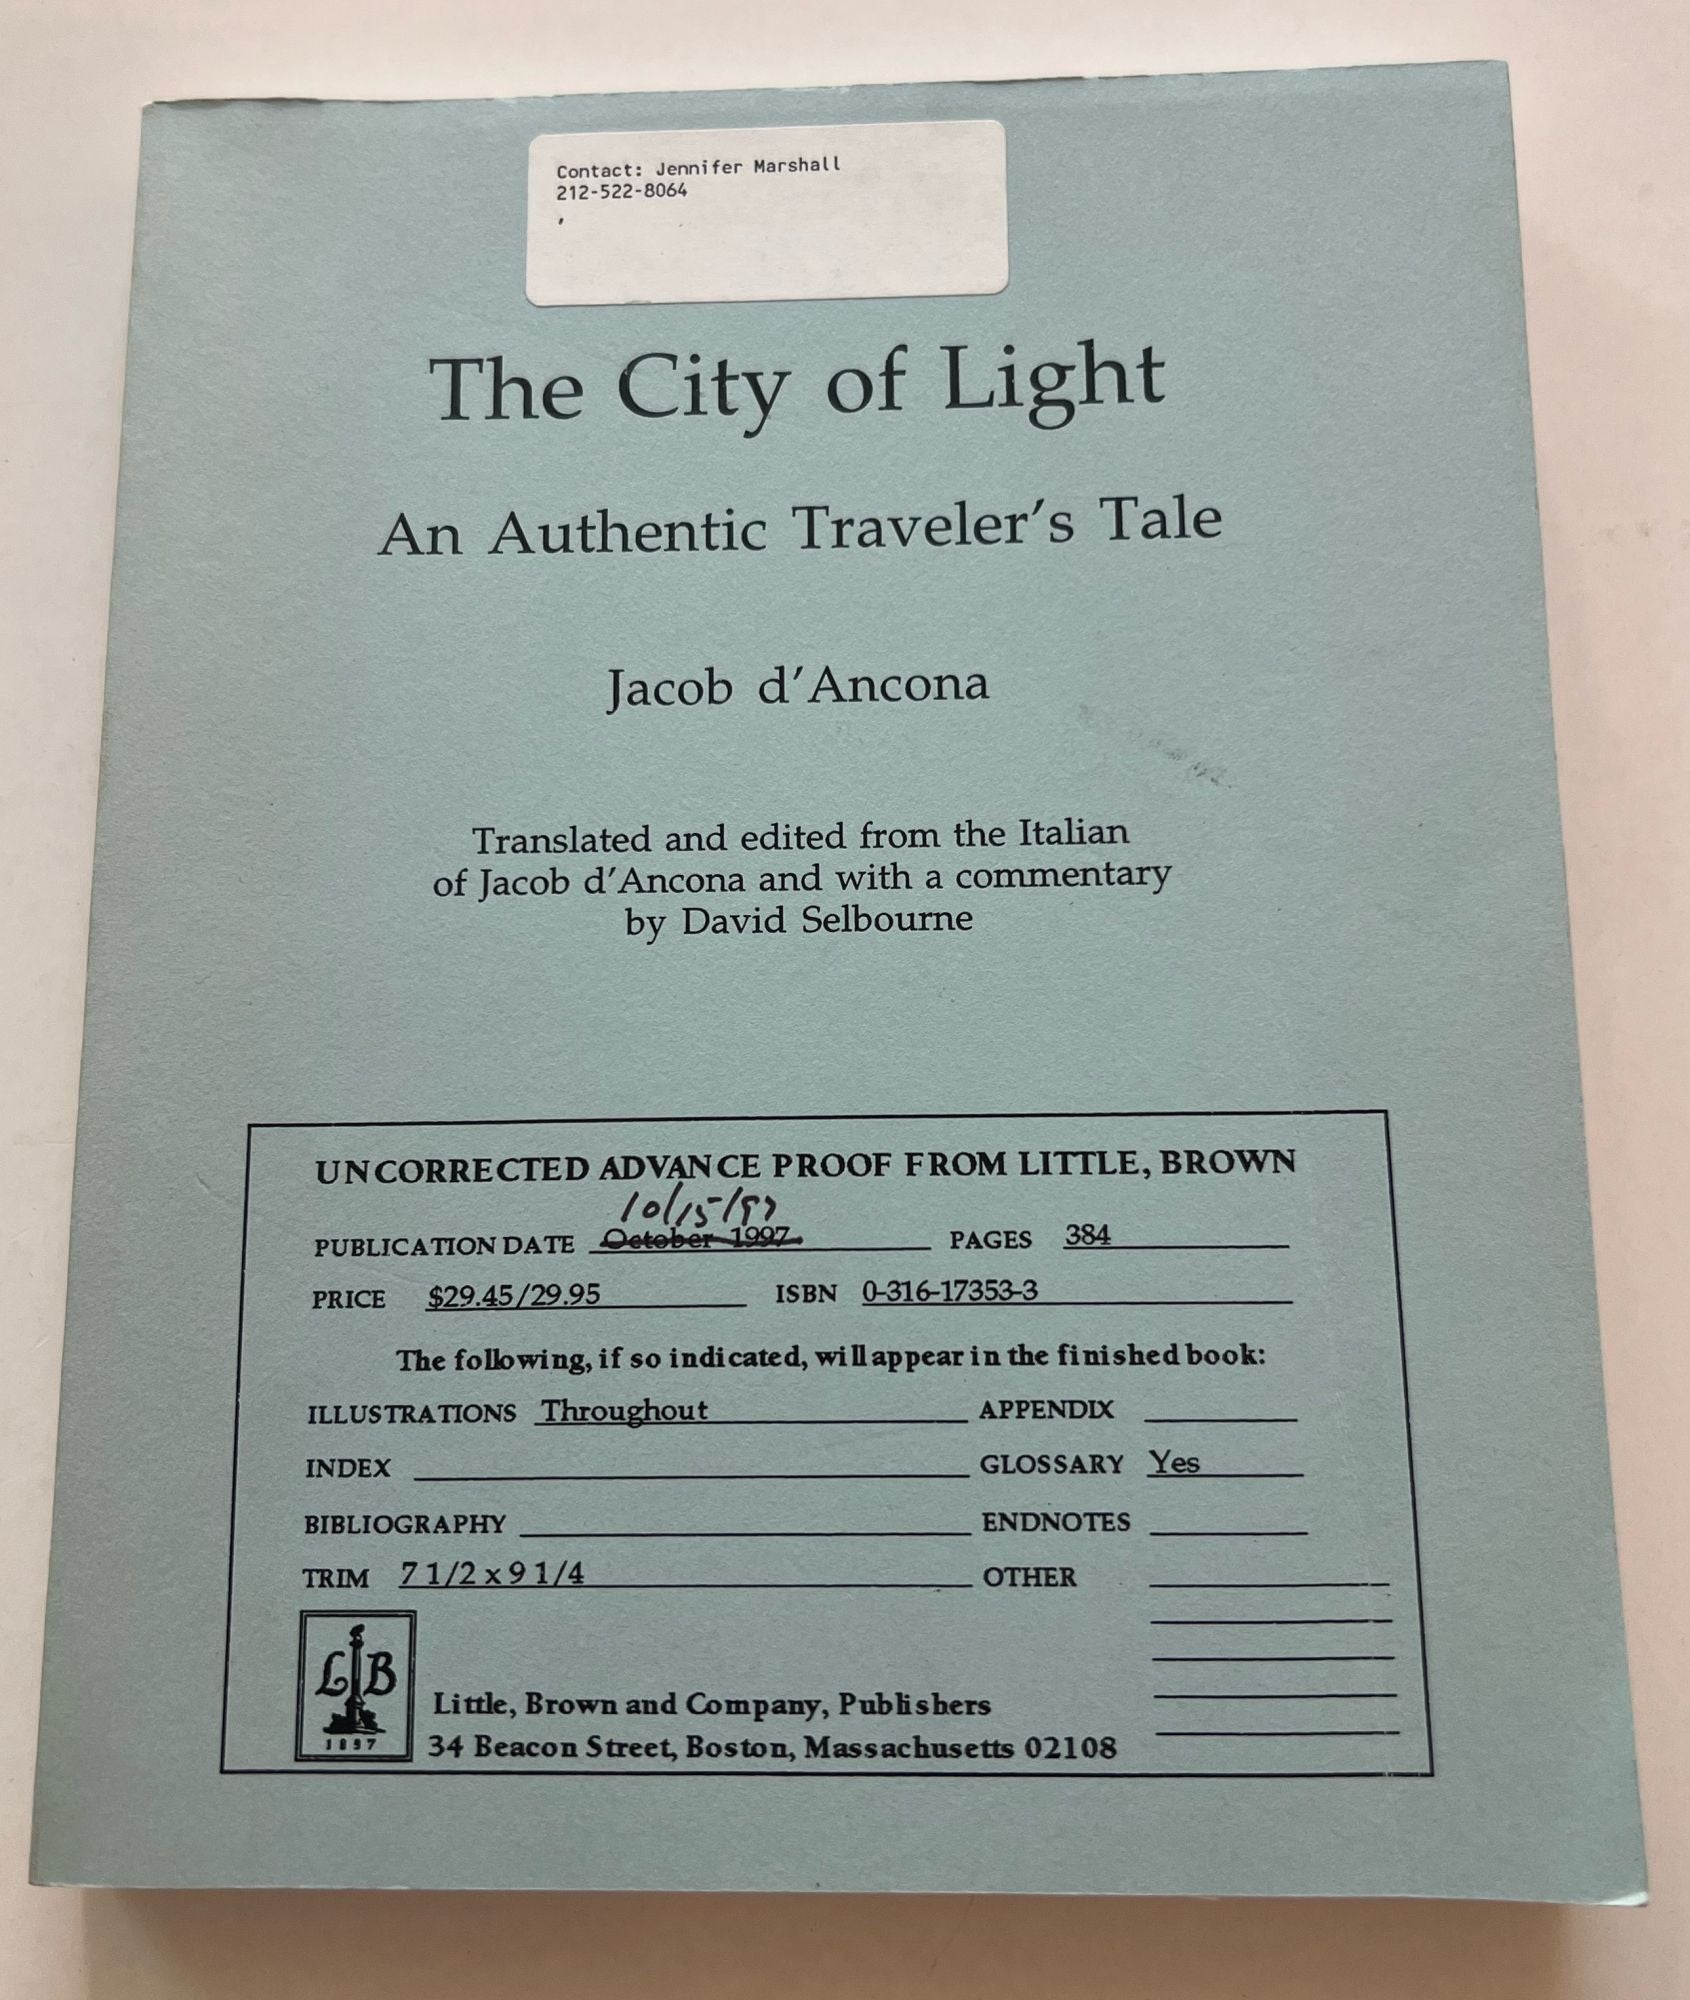 Contact: Jennifer Marshall
212-522-8064
,
The City of Light
An Authentic Traveler's Tale
Jacob d'Ancona
Translated and edited from the Italian
of Jacob d'Ancona and with a commentary
by David Selbourne
UNCORRECTED ADVANCE PROOF FROM LITTLE, BROWN
10/15/97
PUBLICATION DATE October 1997 PAGES 384
PRICE $29.45/29.95 ISBN 0-316-17353-3
The following, if so indicated, will appear in the finished book:
ILLUSTRATIONS Throughout APPENDIX
INDEX GLOSSARY Yes
BIBLIOGRAPHY ENDNOTES
TRIM 7 1/2 x 9 1/4 OTHER
L B
1837
Little, Brown and Company, Publishers
34 Beacon Street, Boston, Massachusetts 02108